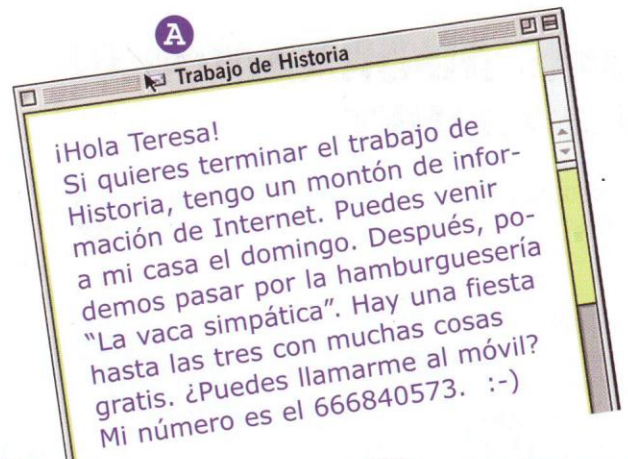 A
Trabajo de Historia
¡Hola Teresa!
Si quieres terminar el trabajo de
Historia, tengo un montón de infor-
mación de Internet. Puedes venir
a mi casa el domingo. Después, po-
demos pasar por la hamburguesería
“La vaca simpática”. Hay una fiesta
hasta las tres con muchas cosas
gratis. ¿Puedes llamarme al móvil?
Mi número es el 666840573. :-)